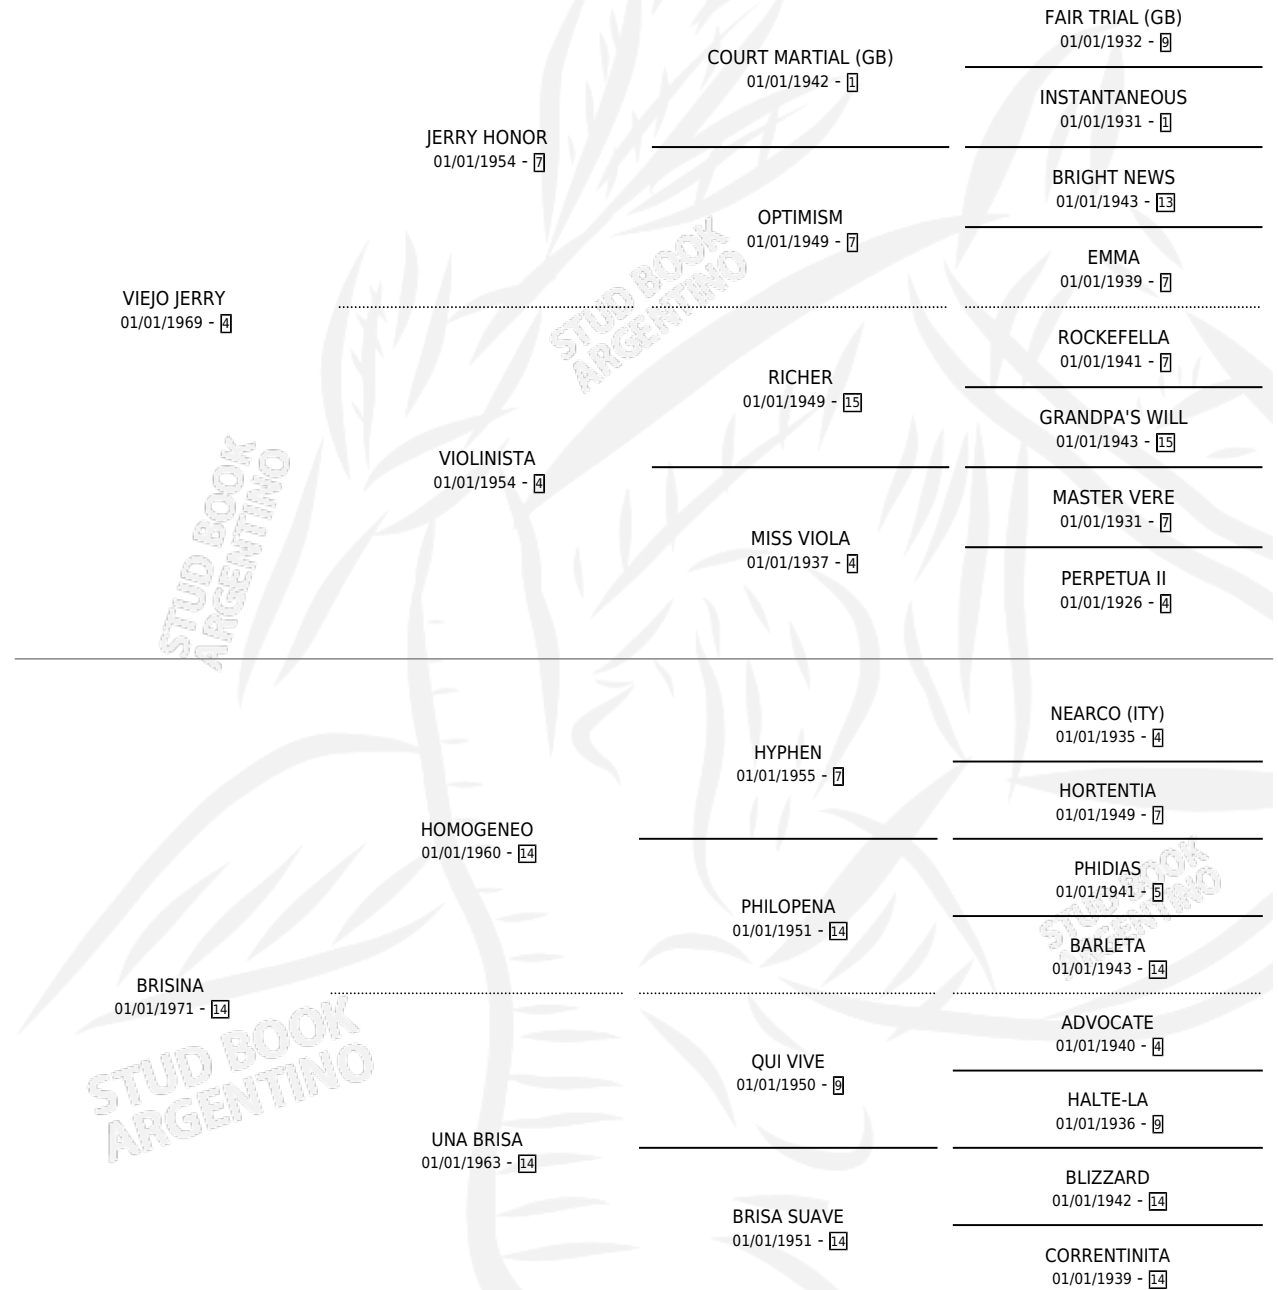 FAIR TRIAL (GB)
01/01/1932 - 9
COURT MARTIAL (GB)
01/01/1942 - 1
INSTANTANEOUS
01/01/1931 - 1
JERRY HONOR
01/01/1954 - 7
BRIGHT NEWS
01/01/1943 - 13
OPTIMISM
01/01/1949 - 7
EMMA
01/01/1939 - 7
VIEJO JERRY
01/01/1969 - 4
STUD BOOK
ARGENTINO
ROCKEFELLA
01/01/1941 - 7
RICHER
01/01/1949 - 15
GRANDPA'S WILL
01/01/1943 - 15
VIOLINISTA
01/01/1954 - 4
MASTER VERE
01/01/1931 - 7
MISS VIOLA
01/01/1937 - 4
PERPETUA II
01/01/1926 - 4
STUD BOOK
ARGENTINO
NEARCO (ITY)
01/01/1935 - 4
HYPHEN
01/01/1955 - 7
HORTENTIA
01/01/1949 - 7
HOMOGENEO
01/01/1960 - 14
PHIDIAS
01/01/1941 - 5
PHILOPENA
01/01/1951 - 14
STUD BOOK
ARGENTINO
BARLETA
01/01/1943 - 14
BRISINA
01/01/1971 - 14
ADVOCATE
01/01/1940 - 4
QUI VIVE
01/01/1950 - 9
STUD BOOK
ARGENTINO
HALTE-LA
01/01/1936 - 9
UNA BRISA
01/01/1963 - 14
BLIZZARD
01/01/1942 - 14
BRISA SUAVE
01/01/1951 - 14
CORRENTINITA
01/01/1939 - 14